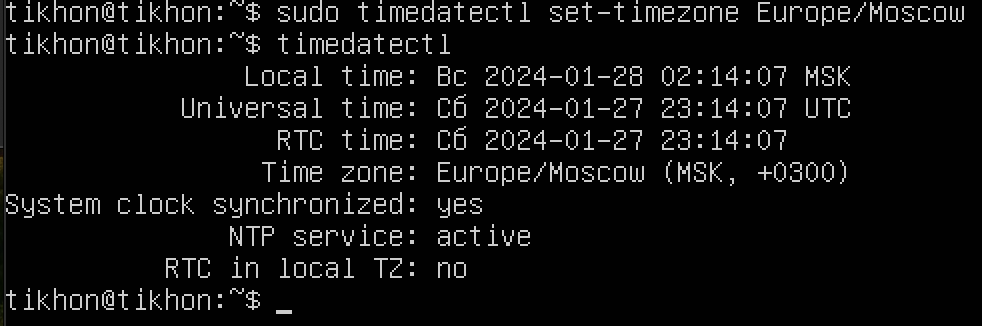 tikhon@tikhon:~$ sudo timedatectl set-timezone Europe/Moscow
tikhon@tikhon:~$ timedatectl
Local time: Вс 2024-01-28 02:14:07 MSK
Universal time: Сб 2024-01-27 23:14:07 UTC
RTC time: Сб 2024-01-27 23:14:07
Time zone: Europe/Moscow (MSK, +0300)
System clock synchronized: yes
NTP service: active
RTC in local TZ: no
tikhon@tikhon:~$ _